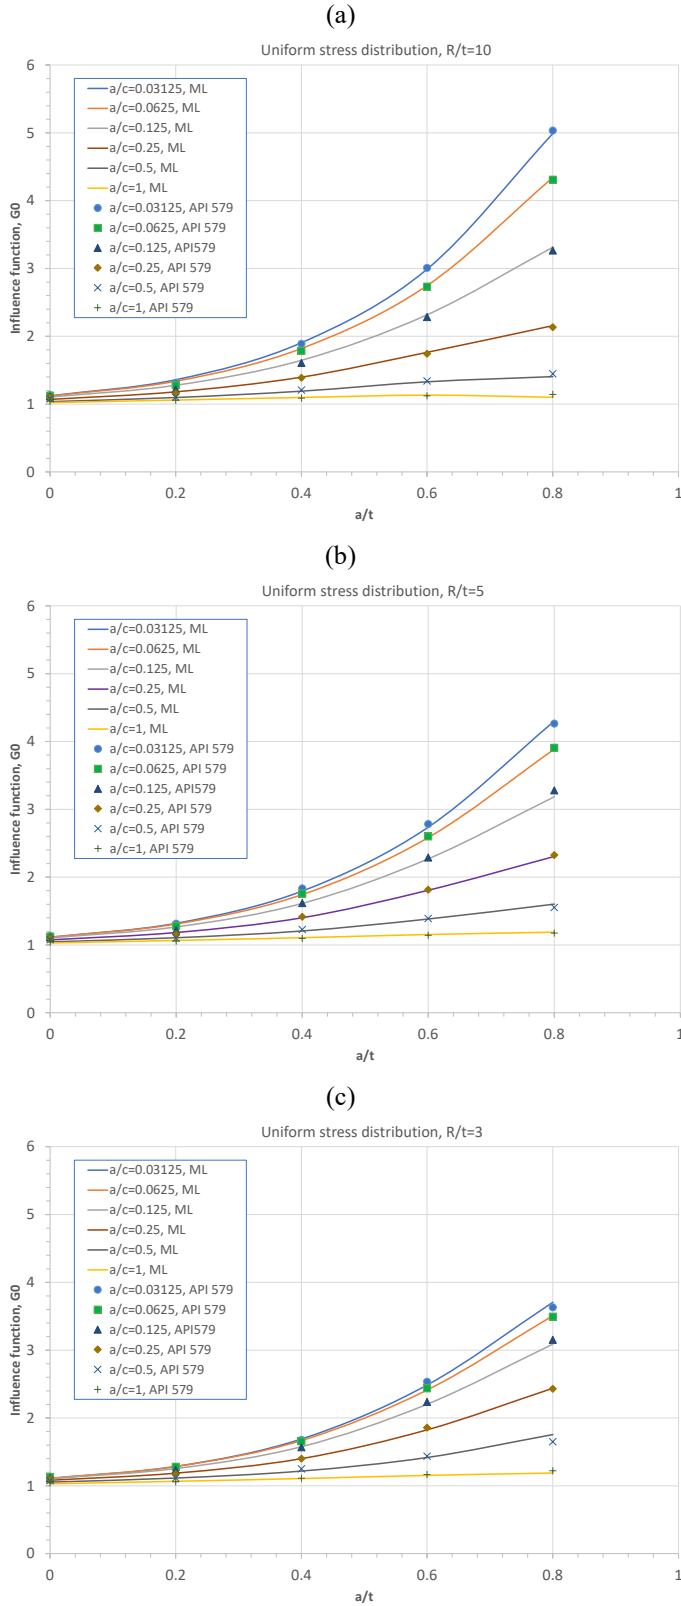 (a)
Uniform stress distribution, R/t=10
Influence function, G0
6
5
4
3
2
1
0
a/c=0.03125, ML
a/c=0.0625, ML
a/c=0.125, ML
a/c=0.25, ML
a/c=0.5, ML
a/c=1, ML
a/c=0.03125, API 579
a/c=0.0625, API 579
a/c=0.125, API579
a/c=0.25, API 579
a/c=0.5, API 579
a/c=1, API 579
0 0.2 0.4 0.6 0.8 1
a/t
(b)
Uniform stress distribution, R/t=5
Influence function, G0
6
5
4
3
2
1
0
a/c=0.03125, ML
a/c=0.0625, ML
a/c=0.125, ML
a/c=0.25, ML
a/c=0.5, ML
a/c=1, ML
a/c=0.03125, API 579
a/c=0.0625, API 579
a/c=0.125, API579
a/c=0.25, API 579
a/c=0.5, API 579
a/c=1, API 579
0 0.2 0.4 0.6 0.8 1
a/t
(c)
Uniform stress distribution, R/t=3
Influence function, G0
6
5
4
3
2
1
0
a/c=0.03125, ML
a/c=0.0625, ML
a/c=0.125, ML
a/c=0.25, ML
a/c=0.5, ML
a/c=1, ML
a/c=0.03125, API 579
a/c=0.0625, API 579
a/c=0.125, API579
a/c=0.25, API 579
a/c=0.5, API 579
a/c=1, API 579
0 0.2 0.4 0.6 0.8 1
a/t